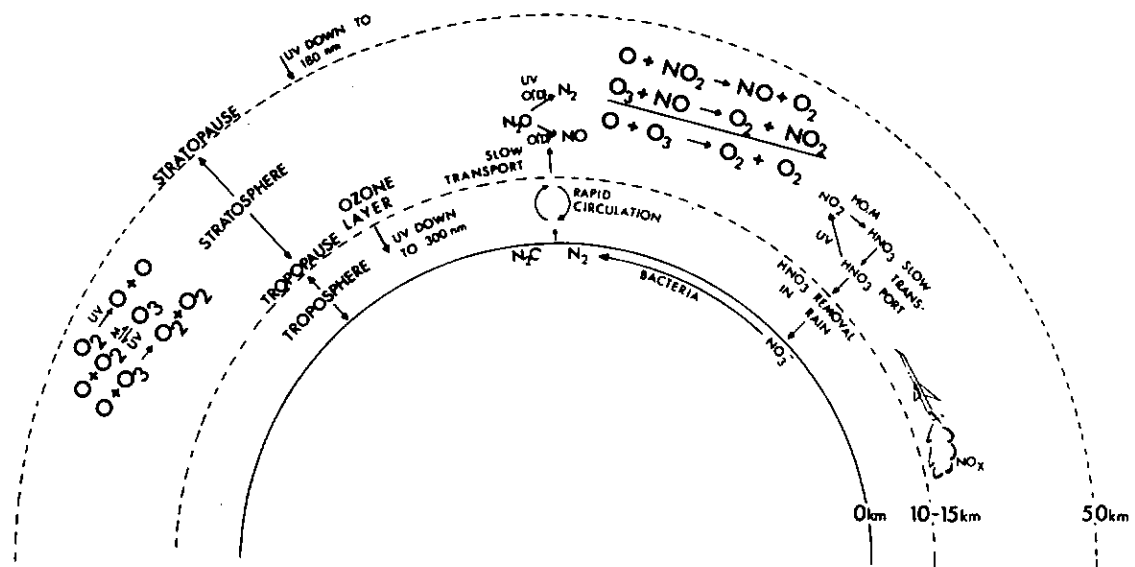 UV DOWN TO
180 nm
STRATOPAUSE
STRATOSPHERE
OZONE
LAYER
TROPOPAUSE
TROPOSPHERE
UV DOWN
TO 300 nm
UV
O₂ → O + O
M
O + O₂ ⇌ O₃
UV
O + O₃ → O₂ + O₂
UV
O(¹D)
N₂
N₂O
NO
O(¹D)
SLOW
TRANSPORT
RAPID
CIRCULATION
N₂
BACTERIA
NO₃⁻
O + NO₂ → NO + O₂
O₃ + NO → O₂ + NO₂
O + O₃ → O₂ + O₂
NO₂
HO,M
HNO₃
UV
HNO₃
SLOW
TRANS-
PORT
HNO₃ REMOVAL
IN RAIN
NOₓ
0km
10-15km
50km